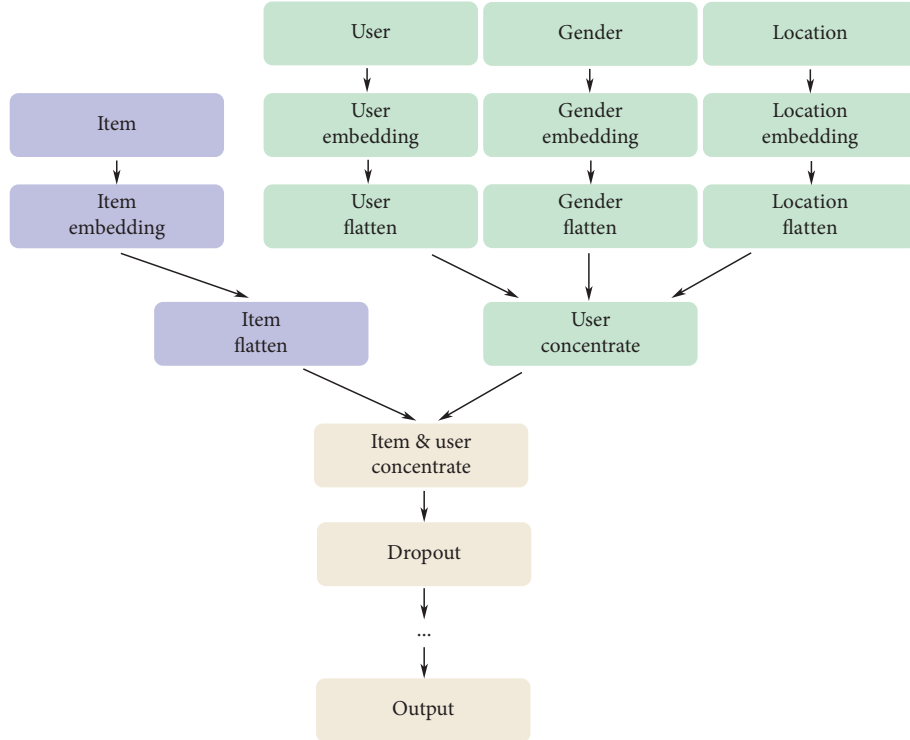 User
Gender
Location
Item
User
embedding
Gender
embedding
Location
embedding
Item
embedding
User
flatten
Gender
flatten
Location
flatten
Item
flatten
User
concentrate
Item & user
concentrate
Dropout
...
Output